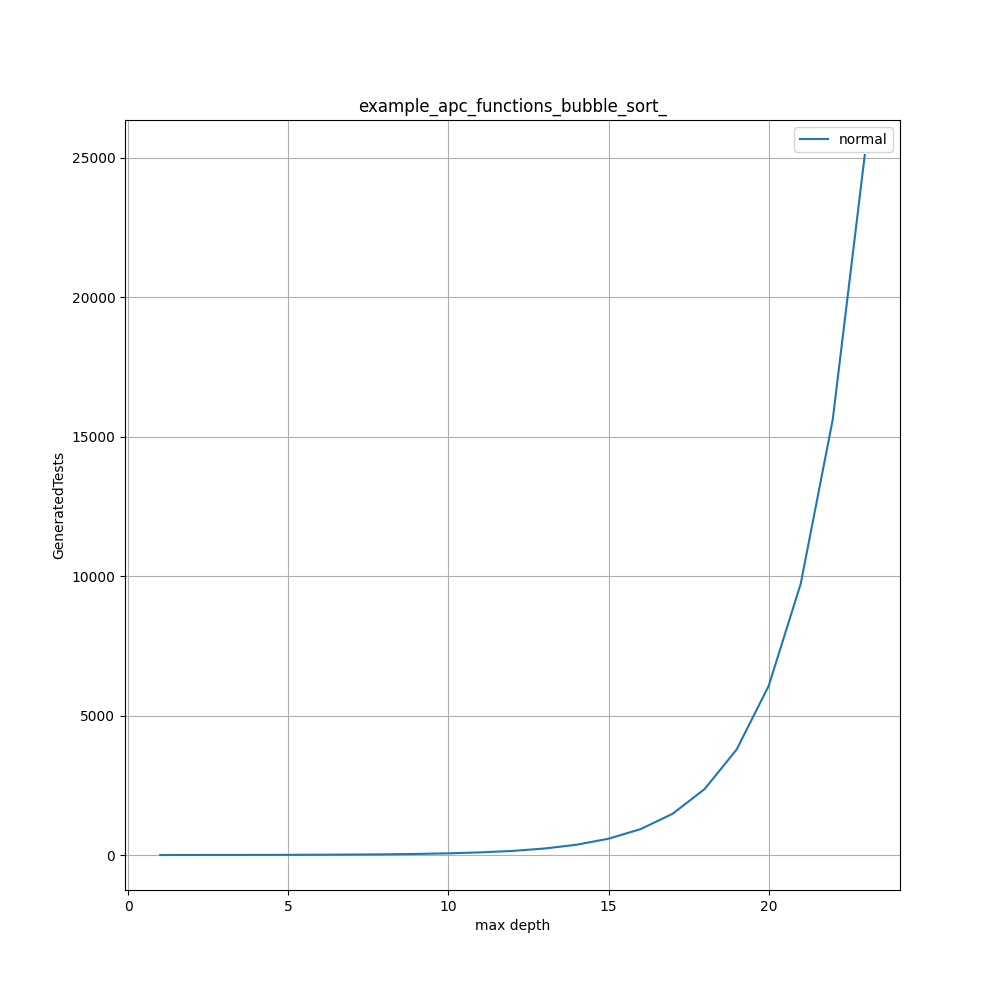 example_apc_functions_bubble_sort_
normal
25000
20000
15000
10000
5000
0
GeneratedTests
0 5 10 15 20
max depth